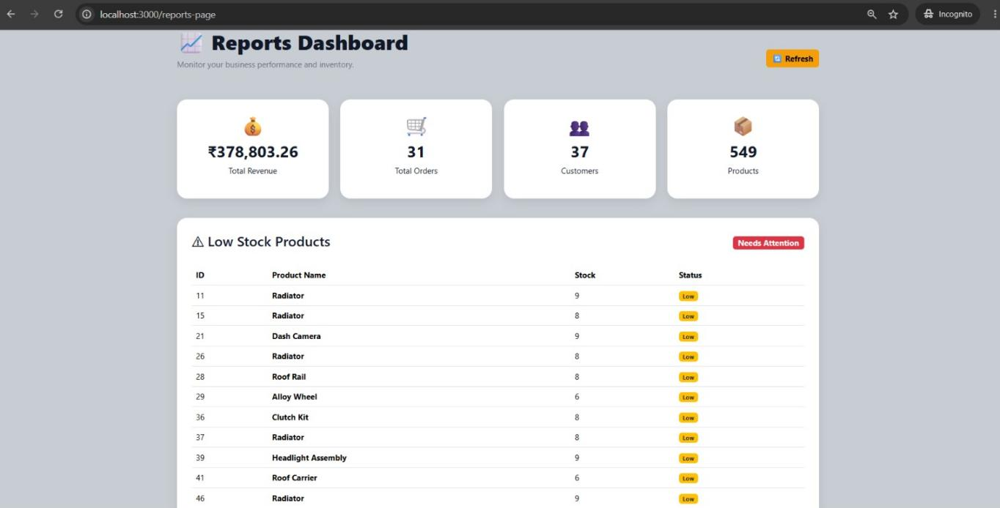 localhost:3000/reports-page
Incognito
Reports Dashboard
Monitor your business performance and inventory.
Refresh
₹378,803.26
Total Revenue
31
Total Orders
37
Customers
549
Products
Low Stock Products
Needs Attention
ID Product Name Stock Status
11 Radiator 9 Low
15 Radiator 8 Low
21 Dash Camera 9 Low
26 Radiator 8 Low
28 Roof Rail 8 Low
29 Alloy Wheel 6 Low
36 Clutch Kit 8 Low
37 Radiator 8 Low
39 Headlight Assembly 9 Low
41 Roof Carrier 6 Low
46 Radiator 9 Low